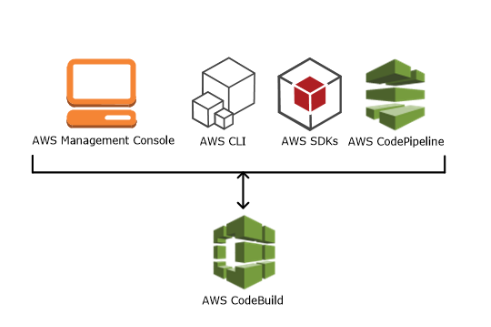 AWS Management Console
AWS CLI
AWS SDKs
AWS CodePipeline
AWS CodeBuild